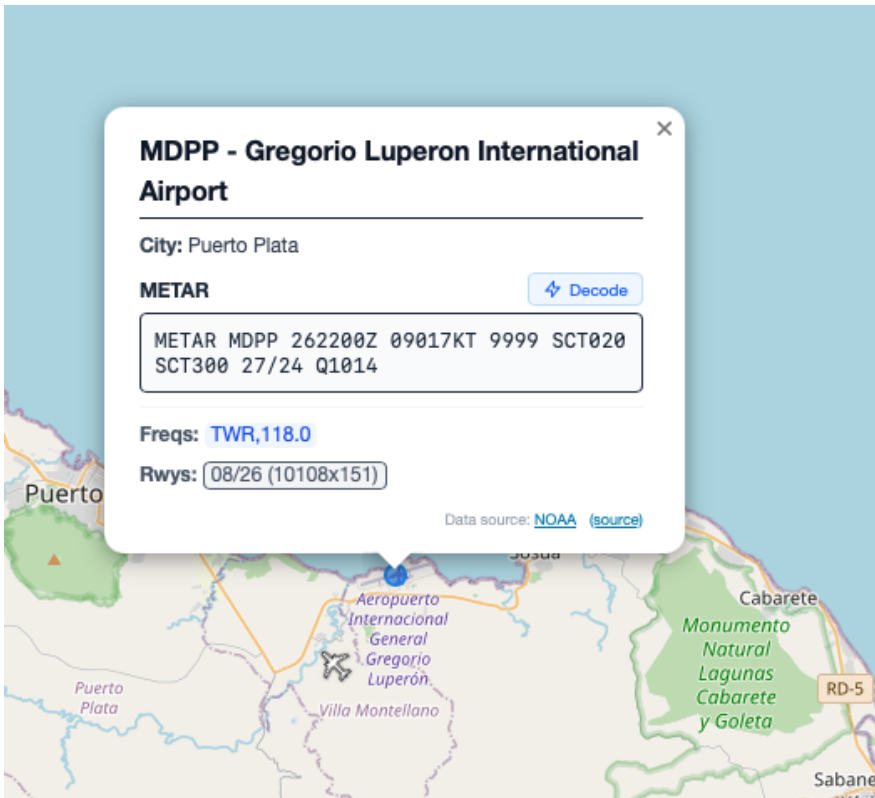 MDPP - Gregorio Luperon International
Airport
City: Puerto Plata
METAR
Decode
METAR MDPP 262200Z 09017KT 9999 SCT020
SCT300 27/24 Q1014
Freqs: TWR,118.0
Rwys: 08/26 (10108x151)
Data source: NOAA (source)
Puerto
Sosúa
Aeropuerto
Internacional
General
Gregorio
Luperón
Cabarete
Monumento
Natural
Lagunas
Cabarete
y Goleta
RD-5
Puerto
Plata
Villa Montellano
Sabane